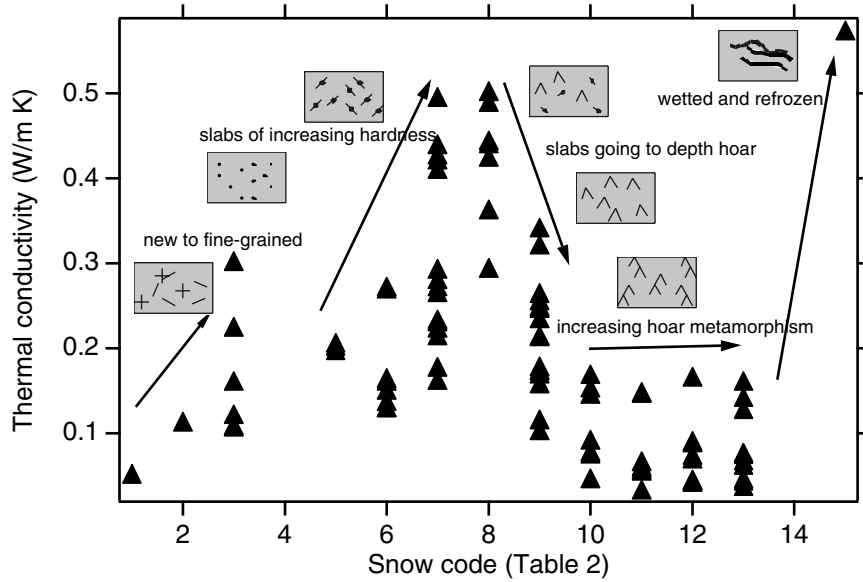 0.5
0.4
0.3
0.2
0.1
Thermal conductivity (W/m K)
wetted and refrozen
slabs of increasing hardness
slabs going to depth hoar
new to fine-grained
increasing hoar metamorphism
2 4 6 8 10 12 14
Snow code (Table 2)